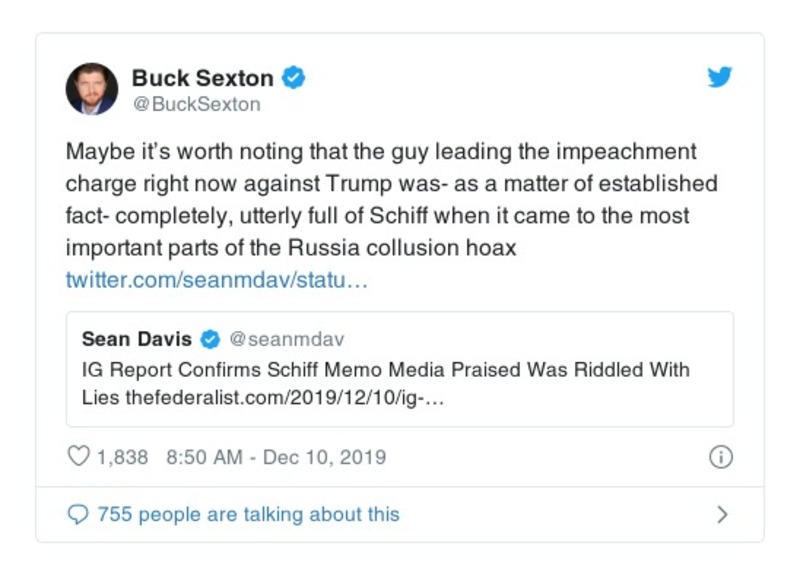 Buck Sexton
@BuckSexton
Maybe it's worth noting that the guy leading the impeachment
charge right now against Trump was- as a matter of established
fact- completely, utterly full of Schiff when it came to the most
important parts of the Russia collusion hoax
twitter.com/seanmdav/statu…
Sean Davis @seanmdav
IG Report Confirms Schiff Memo Media Praised Was Riddled With
Lies thefederalist.com/2019/12/10/ig-…
1,838 8:50 AM - Dec 10, 2019
755 people are talking about this